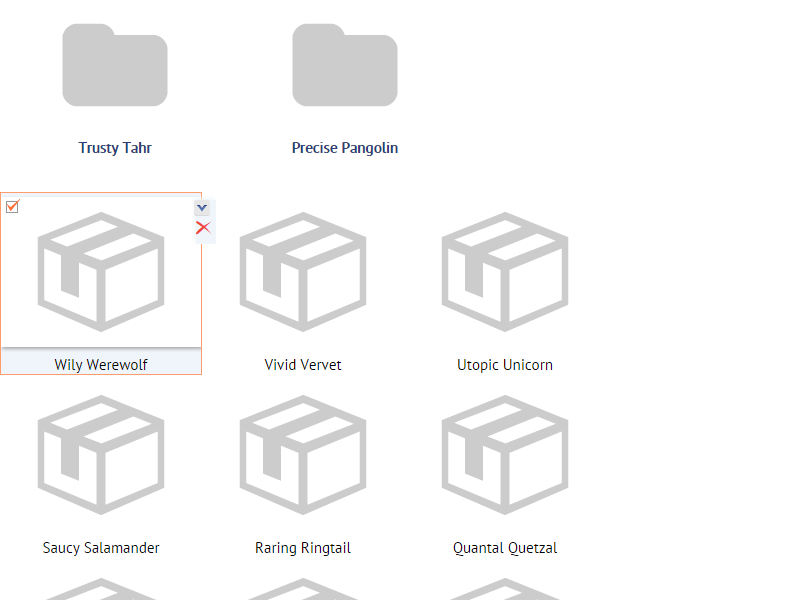 Trusty Tahr
Precise Pangolin
Wily Werewolf
Vivid Vervet
Utopic Unicorn
Saucy Salamander
Raring Ringtail
Quantal Quetzal